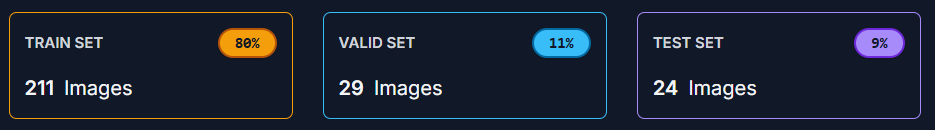 TRAIN SET 80%
211 Images
VALID SET 11%
29 Images
TEST SET 9%
24 Images